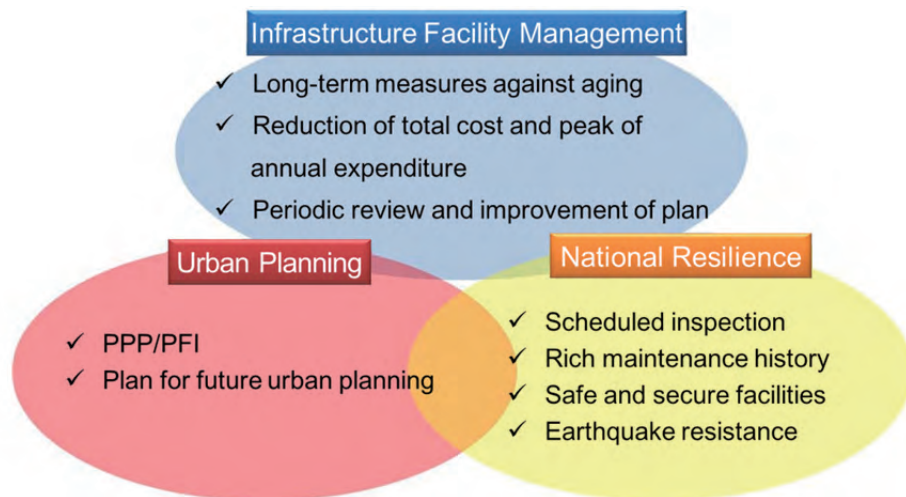 Infrastructure Facility Management
✓ Long-term measures against aging
✓ Reduction of total cost and peak of
annual expenditure
✓ Periodic review and improvement of plan
Urban Planning
✓ PPP/PFI
✓ Plan for future urban planning
National Resilience
✓ Scheduled inspection
✓ Rich maintenance history
✓ Safe and secure facilities
✓ Earthquake resistance